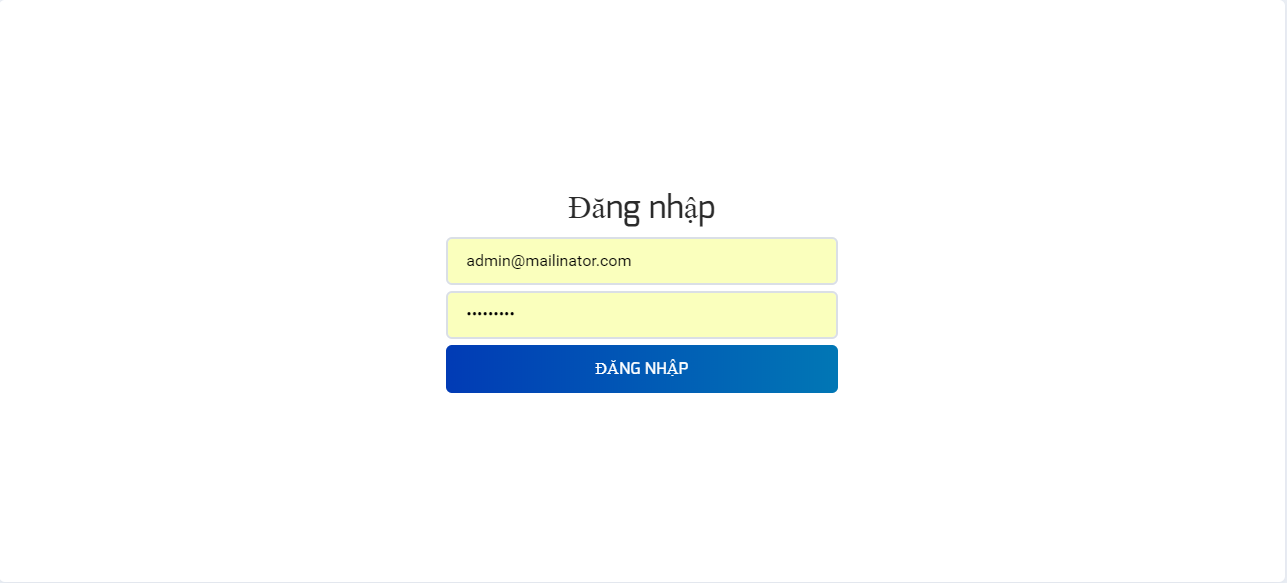 Đăng nhập
admin@mailinator.com
•••••••••
ĐĂNG NHẬP